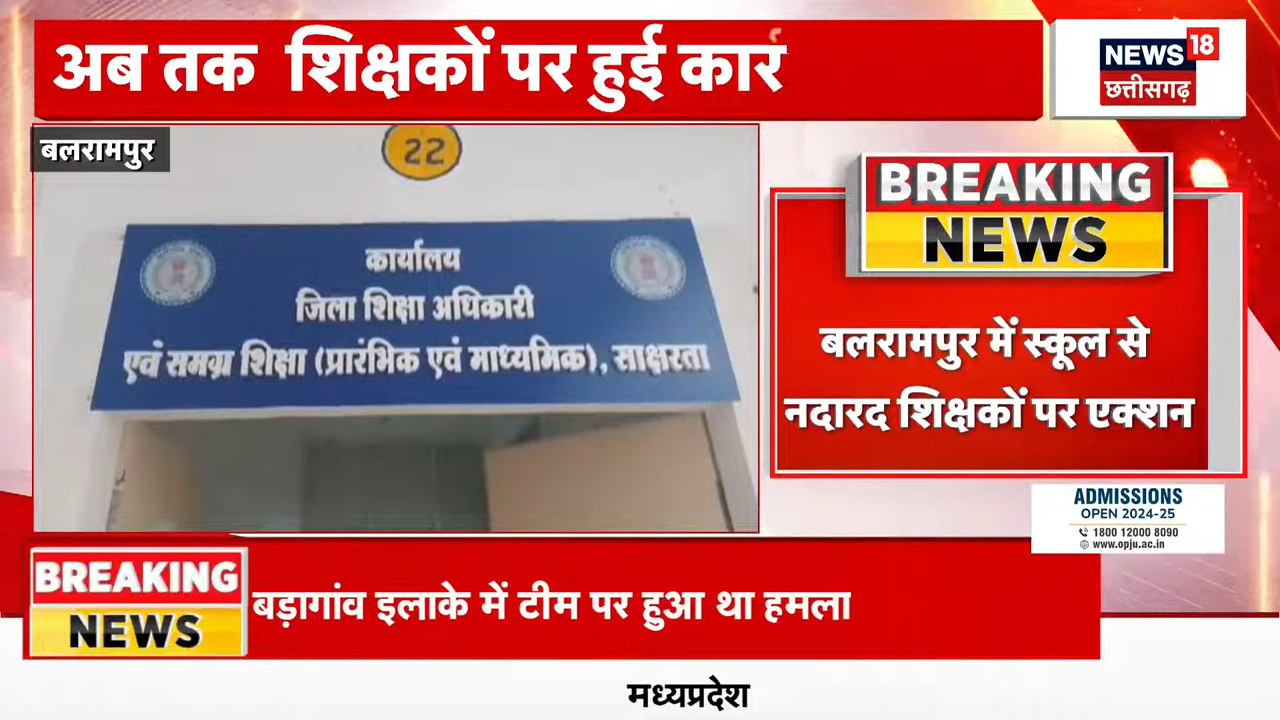 अब तक शिक्षकों पर हुई कार
NEWS 18
छत्तीसगढ़
बलरामपुर
22
कार्यालय
जिला शिक्षा अधिकारी
एवं समग्र शिक्षा (प्रारंभिक एवं माध्यमिक), साक्षरता
BREAKING
NEWS
बलरामपुर में स्कूल से
नदारद शिक्षकों पर एक्शन
ADMISSIONS
OPEN 2024-25
1800 12000 8090
www.opju.ac.in
BREAKING
NEWS
बड़ागांव इलाके में टीम पर हुआ था हमला
मध्यप्रदेश